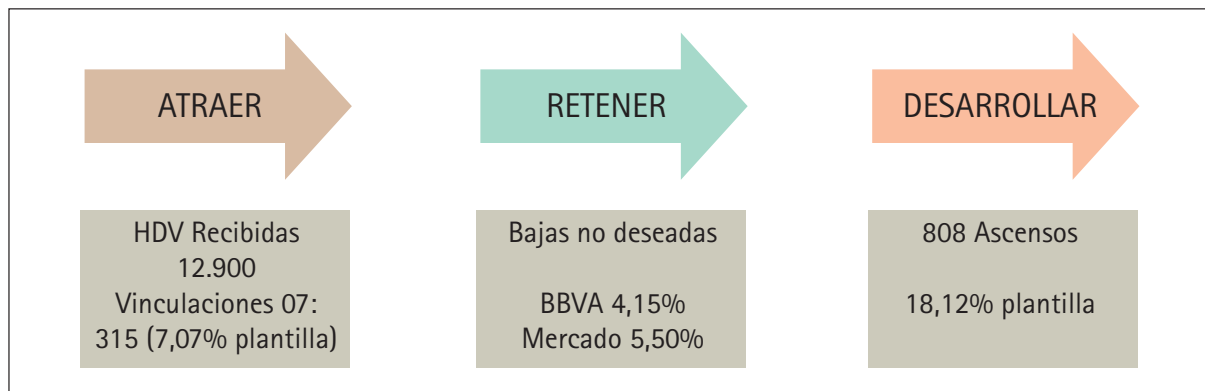 ATRAER
RETENER
DESARROLLAR
HDV Recibidas
12.900
Vinculaciones 07:
315 (7,07% plantilla)
Bajas no deseadas
BBVA 4,15%
Mercado 5,50%
808 Ascensos
18,12% plantilla